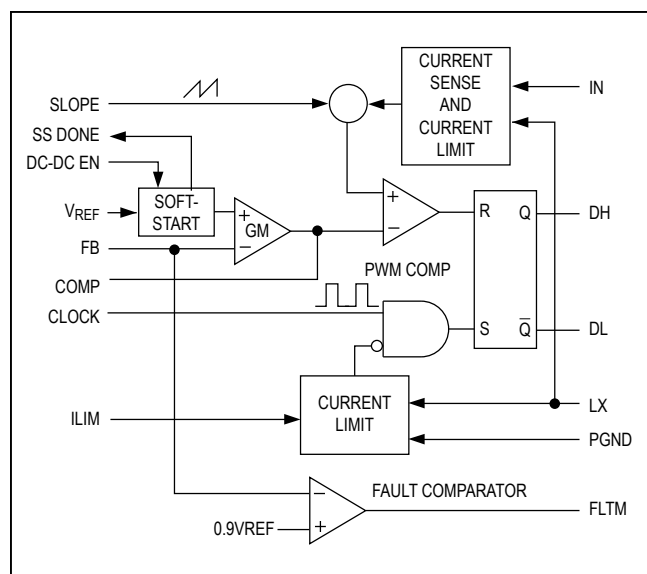 CURRENT
SENSE
AND
CURRENT
LIMIT
IN
SLOPE
SS DONE
DC-DC EN
VREF
SOFT-
START
+
GM
−
+
−
R
Q
DH
FB
COMP
PWM COMP
CLOCK
S
Q̅
DL
ILIM
CURRENT
LIMIT
LX
PGND
−
FAULT COMPARATOR
FLTM
0.9VREF
+